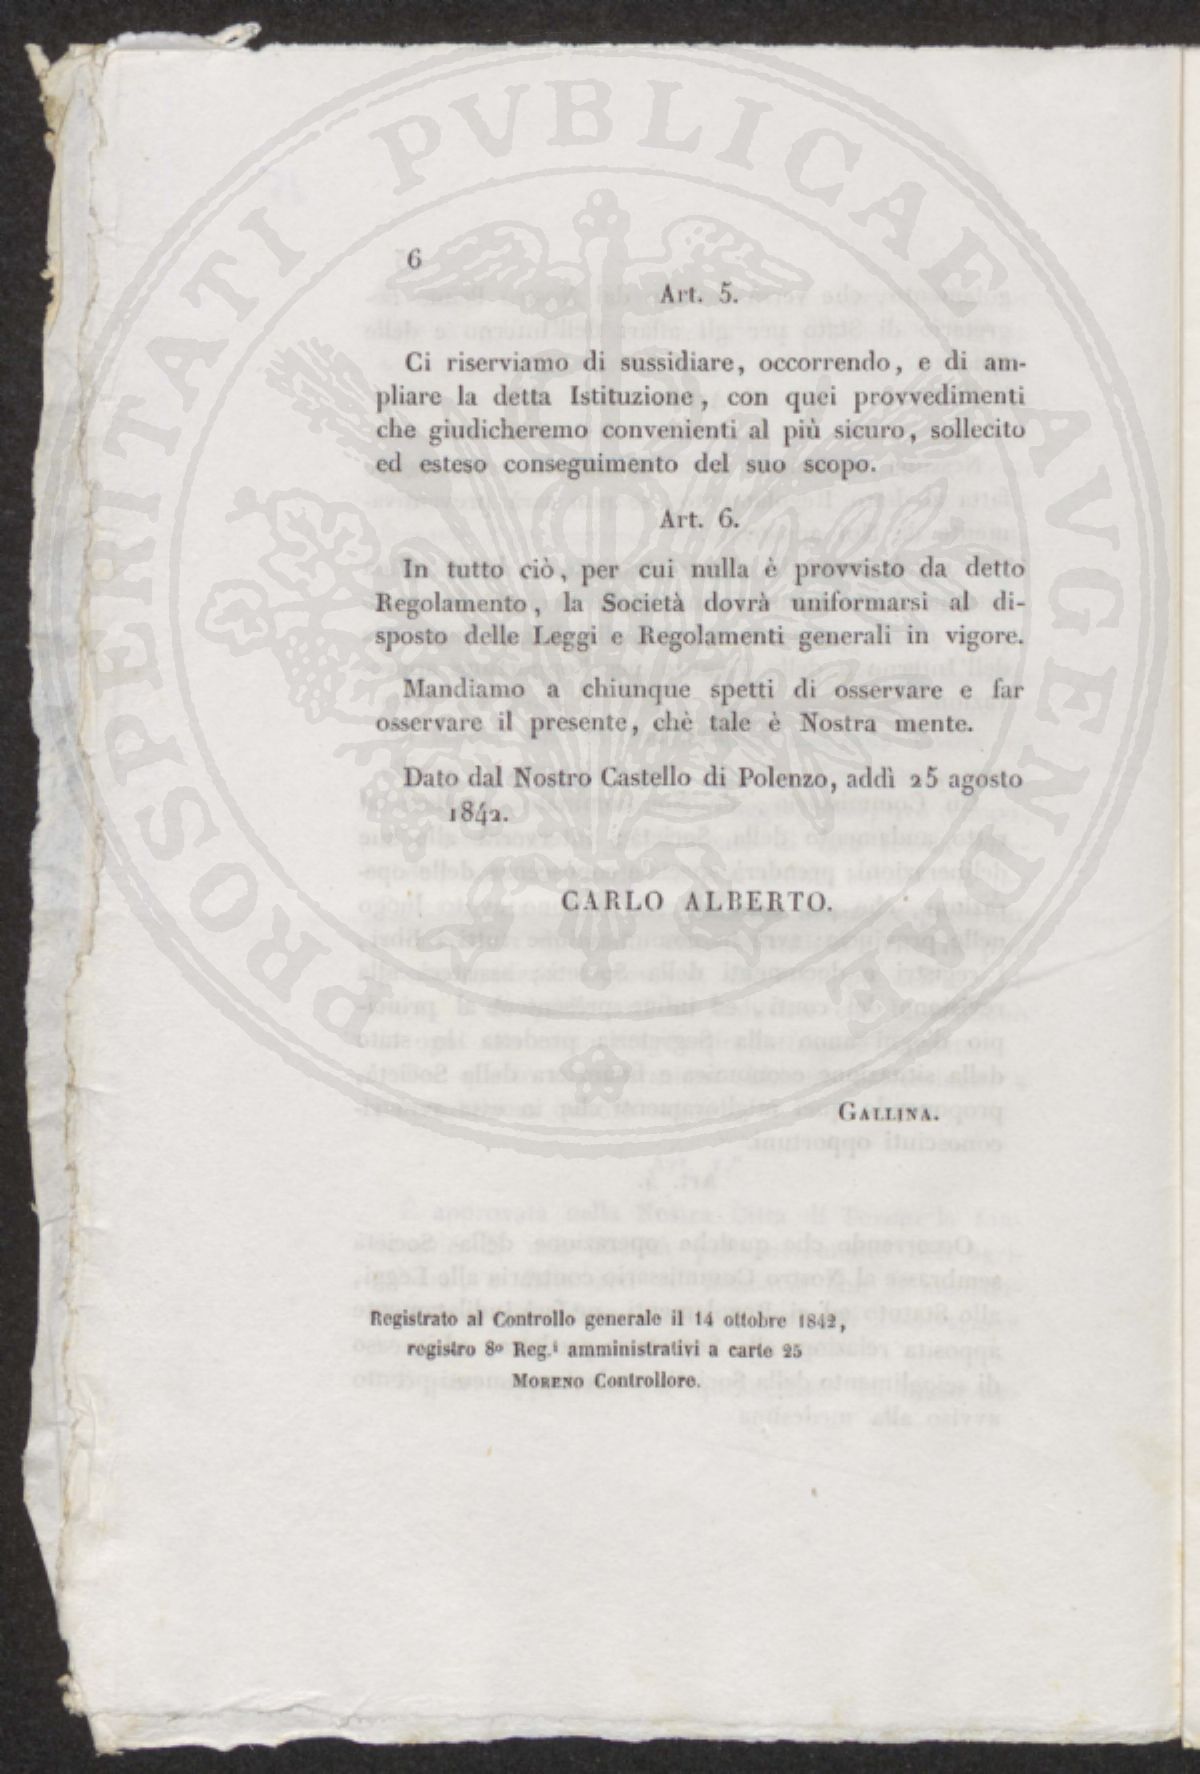 PROSPERITATI PVBLICAE AVGENDAE
6
Art. 5.
Ci riserviamo di sussidiare, occorrendo, e di am-
pliare la detta Istituzione, con quei provvedimenti
che giudicheremo convenienti al più sicuro, sollecito
ed esteso conseguimento del suo scopo.
Art. 6.
In tutto ciò, per cui nulla è provvisto da detto
Regolamento, la Società dovrà uniformarsi al di-
sposto delle Leggi e Regolamenti generali in vigore.
Mandiamo a chiunque spetti di osservare e far
osservare il presente, chè tale è Nostra mente.
Dato dal Nostro Castello di Polenzo, addì 25 agosto
1842.
CARLO ALBERTO.
GALLINA.
Registrato al Controllo generale il 14 ottobre 1842,
registro 8º Reg.i amministrativi a carte 25
MORENO Controllore.